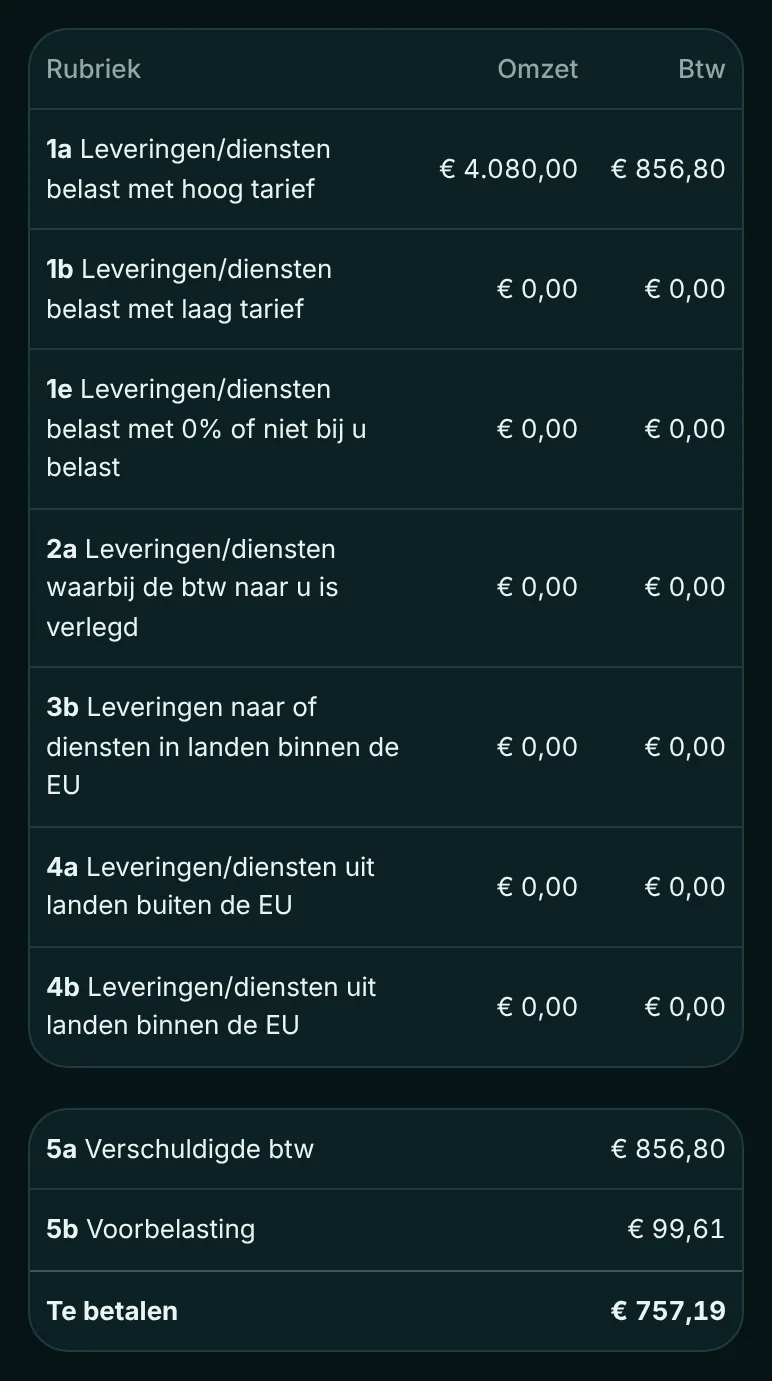 Rubriek Omzet Btw
1a Leveringen/diensten
belast met hoog tarief € 4.080,00 € 856,80
1b Leveringen/diensten
belast met laag tarief € 0,00 € 0,00
1e Leveringen/diensten
belast met 0% of niet bij u € 0,00 € 0,00
belast
2a Leveringen/diensten
waarbij de btw naar u is € 0,00 € 0,00
verlegd
3b Leveringen naar of
diensten in landen binnen de € 0,00 € 0,00
EU
4a Leveringen/diensten uit
landen buiten de EU € 0,00 € 0,00
4b Leveringen/diensten uit
landen binnen de EU € 0,00 € 0,00
5a Verschuldigde btw € 856,80
5b Voorbelasting € 99,61
Te betalen € 757,19